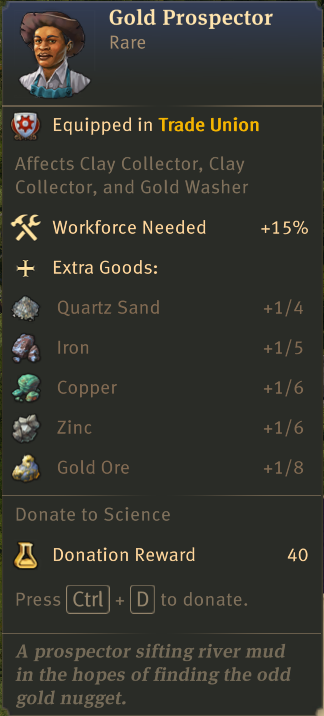 Gold Prospector
Rare
Equipped in Trade Union
Affects Clay Collector, Clay
Collector, and Gold Washer
Workforce Needed +15%
Extra Goods:
Quartz Sand +1/4
Iron +1/5
Copper +1/6
Zinc +1/6
Gold Ore +1/8
Donate to Science
Donation Reward 40
Press Ctrl + D to donate.
A prospector sifting river mud
in the hopes of finding the odd
gold nugget.